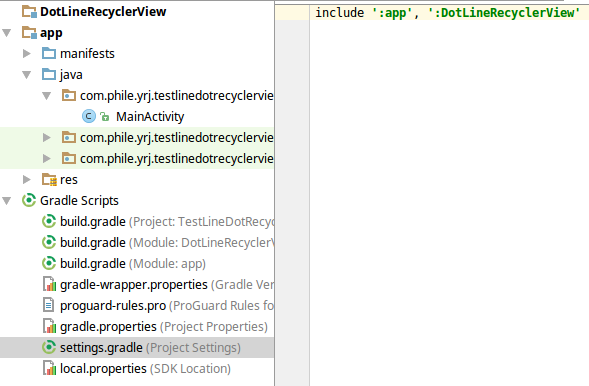 DotLineRecyclerView
app
manifests
java
com.phile.yrj.testlinedotrecyclervie
MainActivity
com.phile.yrj.testlinedotrecyclervie
com.phile.yrj.testlinedotrecyclervie
res
Gradle Scripts
build.gradle (Project: TestLineDotRecyc
build.gradle (Module: DotLineRecyclerV
build.gradle (Module: app)
gradle-wrapper.properties (Gradle Ver
proguard-rules.pro (ProGuard Rules fo
gradle.properties (Project Properties)
settings.gradle (Project Settings)
local.properties (SDK Location)
include ':app', ':DotLineRecyclerView'